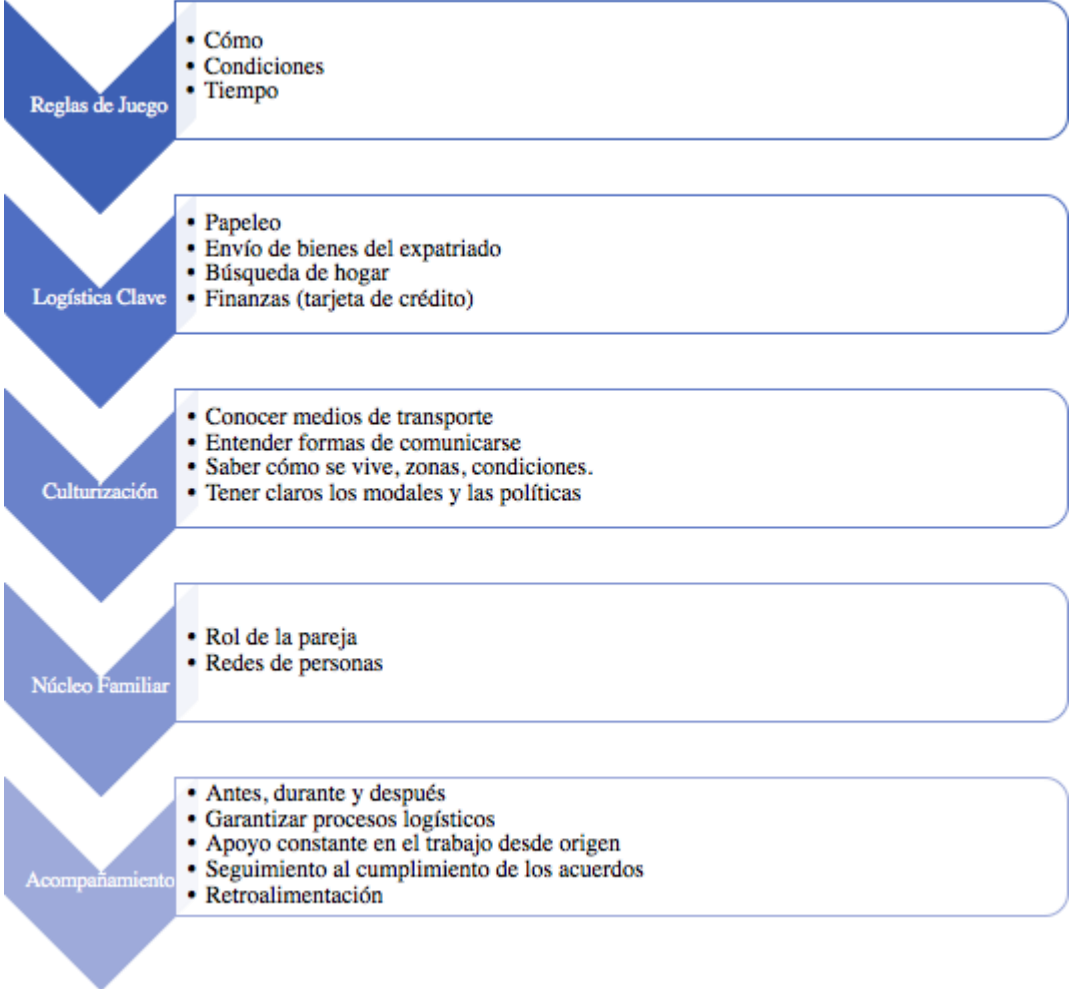 Reglas de Juego
• Cómo
• Condiciones
• Tiempo
Logística Clave
• Papeleo
• Envío de bienes del expatriado
• Búsqueda de hogar
• Finanzas (tarjeta de crédito)
Culturización
• Conocer medios de transporte
• Entender formas de comunicarse
• Saber cómo se vive, zonas, condiciones.
• Tener claros los modales y las políticas
Núcleo Familiar
• Rol de la pareja
• Redes de personas
Acompañamiento
• Antes, durante y después
• Garantizar procesos logísticos
• Apoyo constante en el trabajo desde origen
• Seguimiento al cumplimiento de los acuerdos
• Retroalimentación